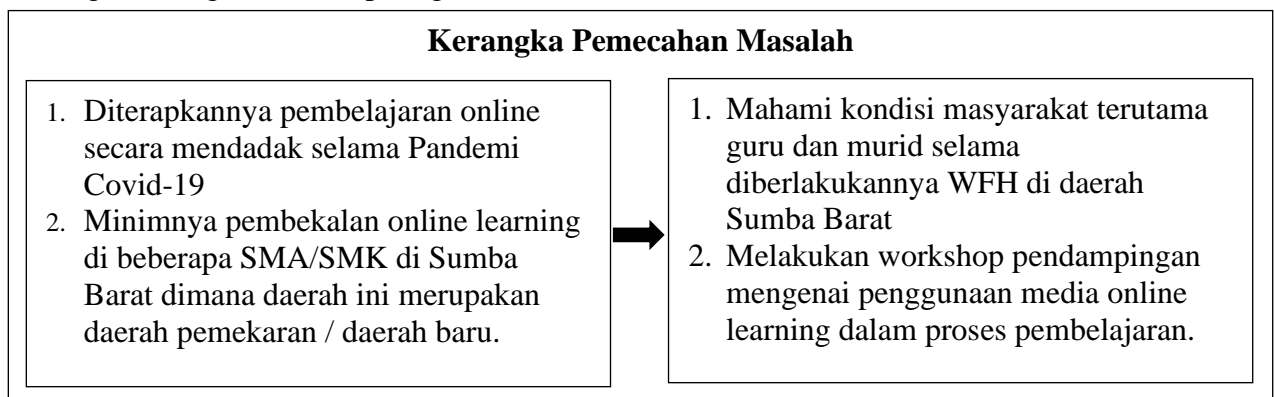 Kerangka Pemecahan Masalah
1. Diterapkannya pembelajaran online
secara mendadak selama Pandemi
Covid-19
2. Minimnya pembekalan online learning
di beberapa SMA/SMK di Sumba
Barat dimana daerah ini merupakan
daerah pemekaran / daerah baru.
1. Mahami kondisi masyarakat terutama
guru dan murid selama
diberlakukannya WFH di daerah
Sumba Barat
2. Melakukan workshop pendampingan
mengenai penggunaan media online
learning dalam proses pembelajaran.